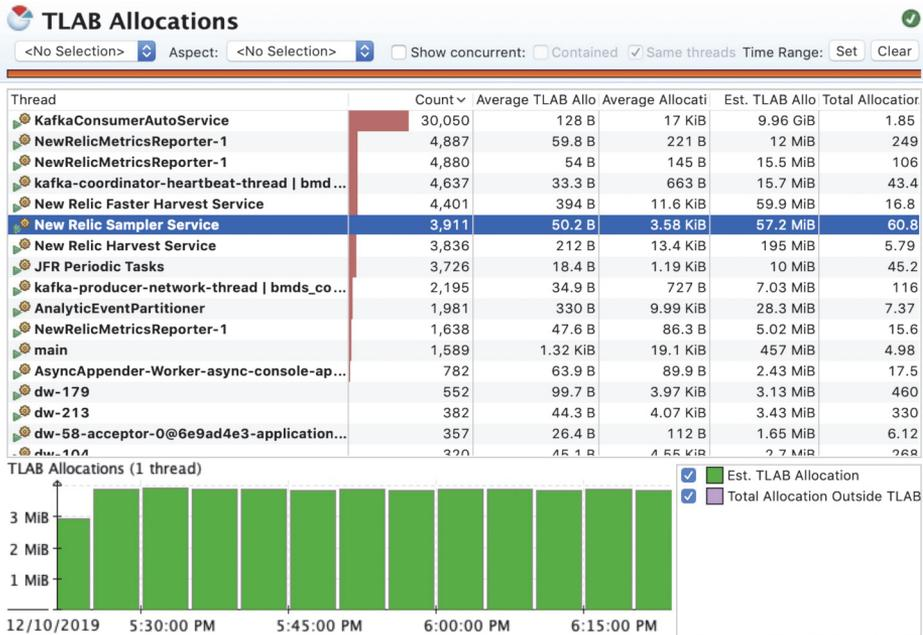 TLAB Allocations
<No Selection> Aspect: <No Selection> Show concurrent: Contained Same threads Time Range: Set Clear
Thread Count Average TLAB Allo Average Allocati Est. TLAB Allo Total Allocation
KafkaConsumerAutoService 30,050 128 B 17 KiB 9.96 GiB 1.85
NewRelicMetricsReporter-1 4,887 59.8 B 221 B 12 MiB 249
NewRelicMetricsReporter-1 4,880 54 B 145 B 15.5 MiB 106
kafka-coordinator-heartbeat-thread | bmd... 4,637 33.3 B 663 B 15.7 MiB 43.4
New Relic Faster Harvest Service 4,401 394 B 11.6 KiB 59.9 MiB 16.8
New Relic Sampler Service 3,911 50.2 B 3.58 KiB 57.2 MiB 60.8
New Relic Harvest Service 3,836 212 B 13.4 KiB 195 MiB 5.79
JFR Periodic Tasks 3,726 18.4 B 1.19 KiB 10 MiB 45.2
kafka-producer-network-thread | bmds_co... 2,195 34.9 B 727 B 7.03 MiB 116
AnalyticEventPartitioner 1,981 330 B 9.99 KiB 28.3 MiB 7.37
NewRelicMetricsReporter-1 1,638 47.6 B 86.3 B 5.02 MiB 15.6
main 1,589 1.32 KiB 19.1 KiB 457 MiB 4.98
AsyncAppender-Worker-async-console-ap... 782 63.9 B 89.9 B 2.43 MiB 17.5
dw-179 552 99.7 B 3.97 KiB 3.13 MiB 460
dw-213 382 44.3 B 4.07 KiB 3.43 MiB 330
dw-58-acceptor-0@6e9ad4e3-application... 357 26.4 B 112 B 1.65 MiB 6.12
dw-104 320 45.1 B 4.55 KiB 2.7 MiB 268
TLAB Allocations (1 thread)
Est. TLAB Allocation
Total Allocation Outside TLAB
3 MiB
2 MiB
1 MiB
12/10/2019 5:30:00 PM 5:45:00 PM 6:00:00 PM 6:15:00 PM